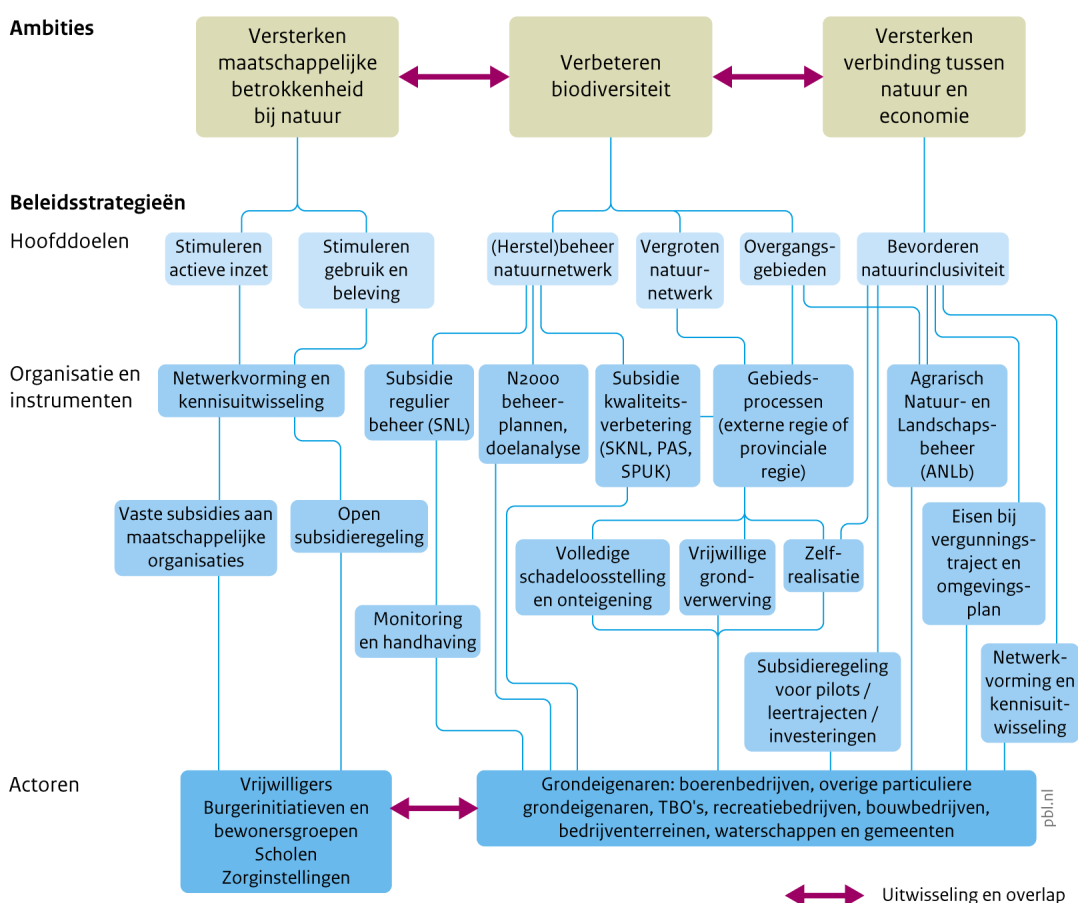 Ambities
Versterken
maatschappelijke
betrokkenheid
bij natuur
Verbeteren
biodiversiteit
Versterken
verbinding tussen
natuur en
economie
Beleidsstrategieën
Hoofddoelen
Stimuleren
actieve inzet
Stimuleren
gebruik en
beleving
(Herstel)beheer
natuurnetwerk
Vergroten
natuur-
netwerk
Overgangs-
gebieden
Bevorderen
natuurinclusiviteit
Organisatie en
instrumenten
Netwerkvorming en
kennisuitwisseling
Subsidie
regulier
beheer (SNL)
N2000
beheer-
plannen,
doelanalyse
Subsidie
kwaliteits-
verbetering
(SKNL, PAS,
SPUK)
Gebieds-
processen
(externe regie of
provinciale
regie)
Agrarisch
Natuur- en
Landschaps-
beheer
(ANLb)
Vaste subsidies aan
maatschappelijke
organisaties
Open
subsidieregeling
Volledige
schadeloosstelling
en onteigening
Vrijwillige
grond-
verwerving
Zelf-
realisatie
Eisen bij
vergunnings-
traject en
omgevings-
plan
Monitoring
en handhaving
Subsidieregeling
voor pilots /
leertrajecten /
investeringen
Netwerk-
vorming en
kennisuit-
wisseling
Actoren
Vrijwilligers
Burgerinitiatieven en
bewonersgroepen
Scholen
Zorginstellingen
Grondeigenaren: boerenbedrijven, overige particuliere
grondeigenaren, TBO's, recreatiebedrijven, bouwbedrijven,
bedrijventerreinen, waterschappen en gemeenten
pbl.nl
Uitwisseling en overlap